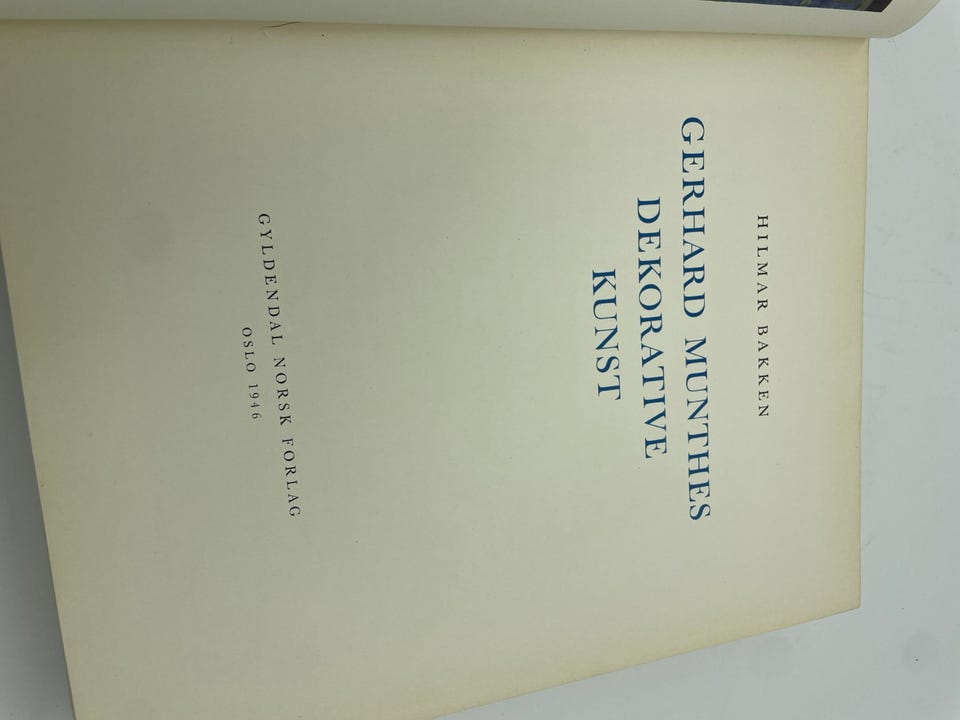 HILMAR BAKKEN
GERHARD MUNTHES
DEKORATIVE
KUNST
GYLDENDAL NORSK FORLAG
OSLO 1946